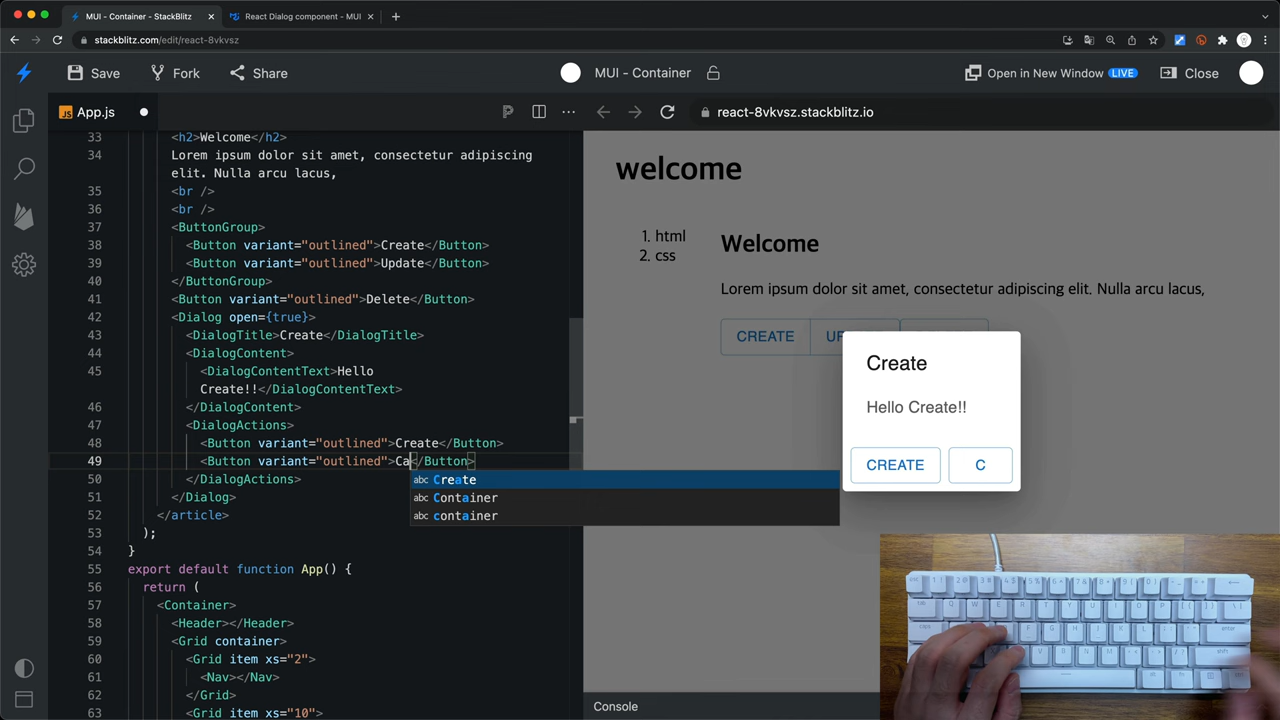 MUI - Container - StackBlitz
React Dialog component - MUI
stackblitz.com/edit/react-8vkvsz
Save
Fork
Share
MUI - Container
Open in New Window LIVE
Close
App.js
react-8vkvsz.stackblitz.io
33 <h2>Welcome</h2>
34 Lorem ipsum dolor sit amet, consectetur adipiscing
elit. Nulla arcu lacus,
35 <br />
36 <br />
37 <ButtonGroup>
38 <Button variant="outlined">Create</Button>
39 <Button variant="outlined">Update</Button>
40 </ButtonGroup>
41 <Button variant="outlined">Delete</Button>
42 <Dialog open={true}>
43 <DialogTitle>Create</DialogTitle>
44 <DialogContent>
45 <DialogContentText>Hello
Create!!</DialogContentText>
46 </DialogContent>
47 <DialogActions>
48 <Button variant="outlined">Create</Button>
49 <Button variant="outlined">Ca</Button>
50 </DialogActions>
51 </Dialog>
52 </article>
53 );
54 }
55 export default function App() {
56 return (
57 <Container>
58 <Header></Header>
59 <Grid container>
60 <Grid item xs="2">
61 <Nav></Nav>
62 </Grid>
63 <Grid item xs="10">
abc Create
abc Container
abc container
welcome
1. html
2. css
Welcome
Lorem ipsum dolor sit amet, consectetur adipiscing elit. Nulla arcu lacus,
CREATE
UP
Create
Hello Create!!
CREATE
C
Console